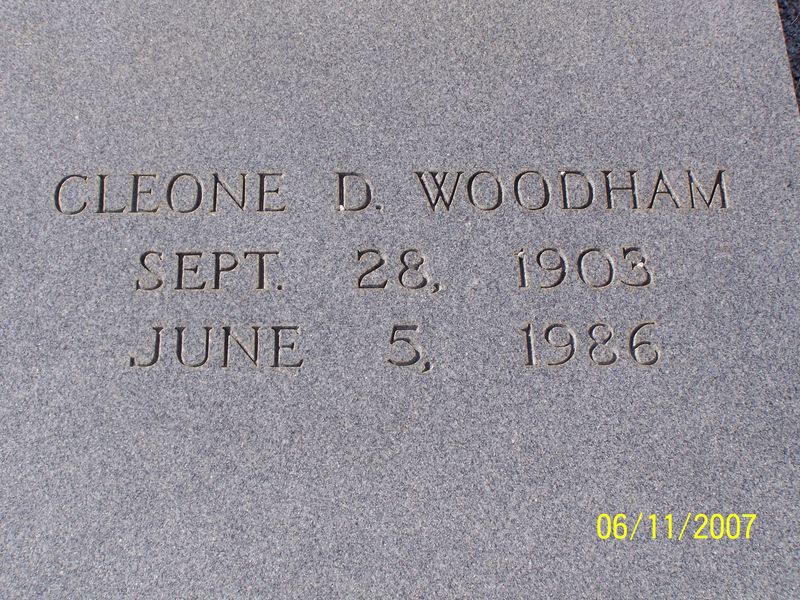 CLEONE D. WOODHAM
SEPT. 28, 1903
JUNE 5, 1986
06/11/2007